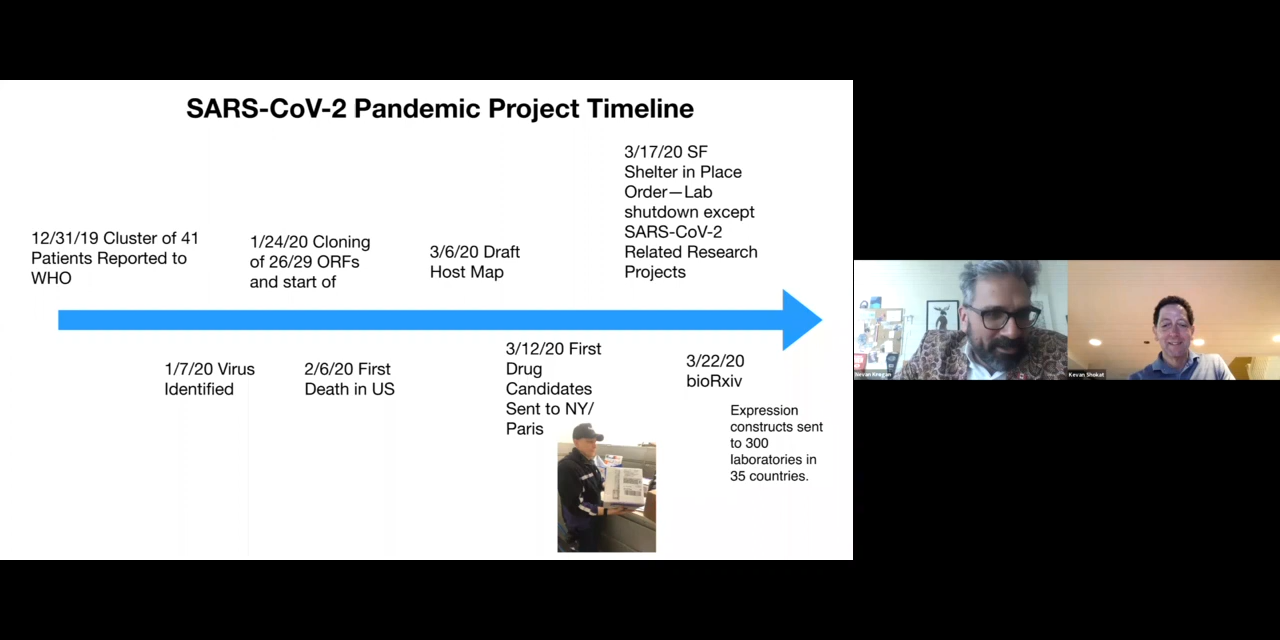 SARS-CoV-2 Pandemic Project Timeline
3/17/20 SF
Shelter in Place
Order—Lab
shutdown except
SARS-CoV-2
Related Research
Projects
12/31/19 Cluster of 41
Patients Reported to
WHO
1/24/20 Cloning
of 26/29 ORFs
and start of
3/6/20 Draft
Host Map
1/7/20 Virus
Identified
2/6/20 First
Death in US
3/12/20 First
Drug
Candidates
Sent to NY/
Paris
3/22/20
bioRxiv
Expression
constructs sent
to 300
laboratories in
35 countries.
Nevan Krogan
Kevan Shokat